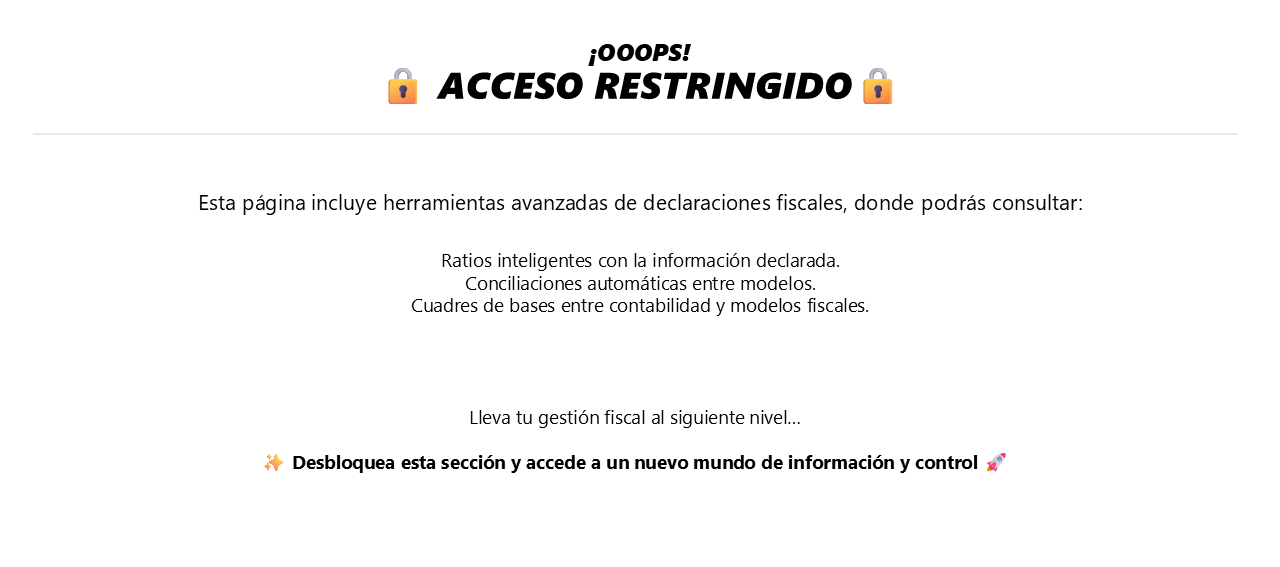 ¡OOOPS!
🔒 ACCESO RESTRINGIDO 🔒
Esta página incluye herramientas avanzadas de declaraciones fiscales, donde podrás consultar:
Ratios inteligentes con la información declarada.
Conciliaciones automáticas entre modelos.
Cuadres de bases entre contabilidad y modelos fiscales.
Lleva tu gestión fiscal al siguiente nivel...
✨ Desbloquea esta sección y accede a un nuevo mundo de información y control 🚀